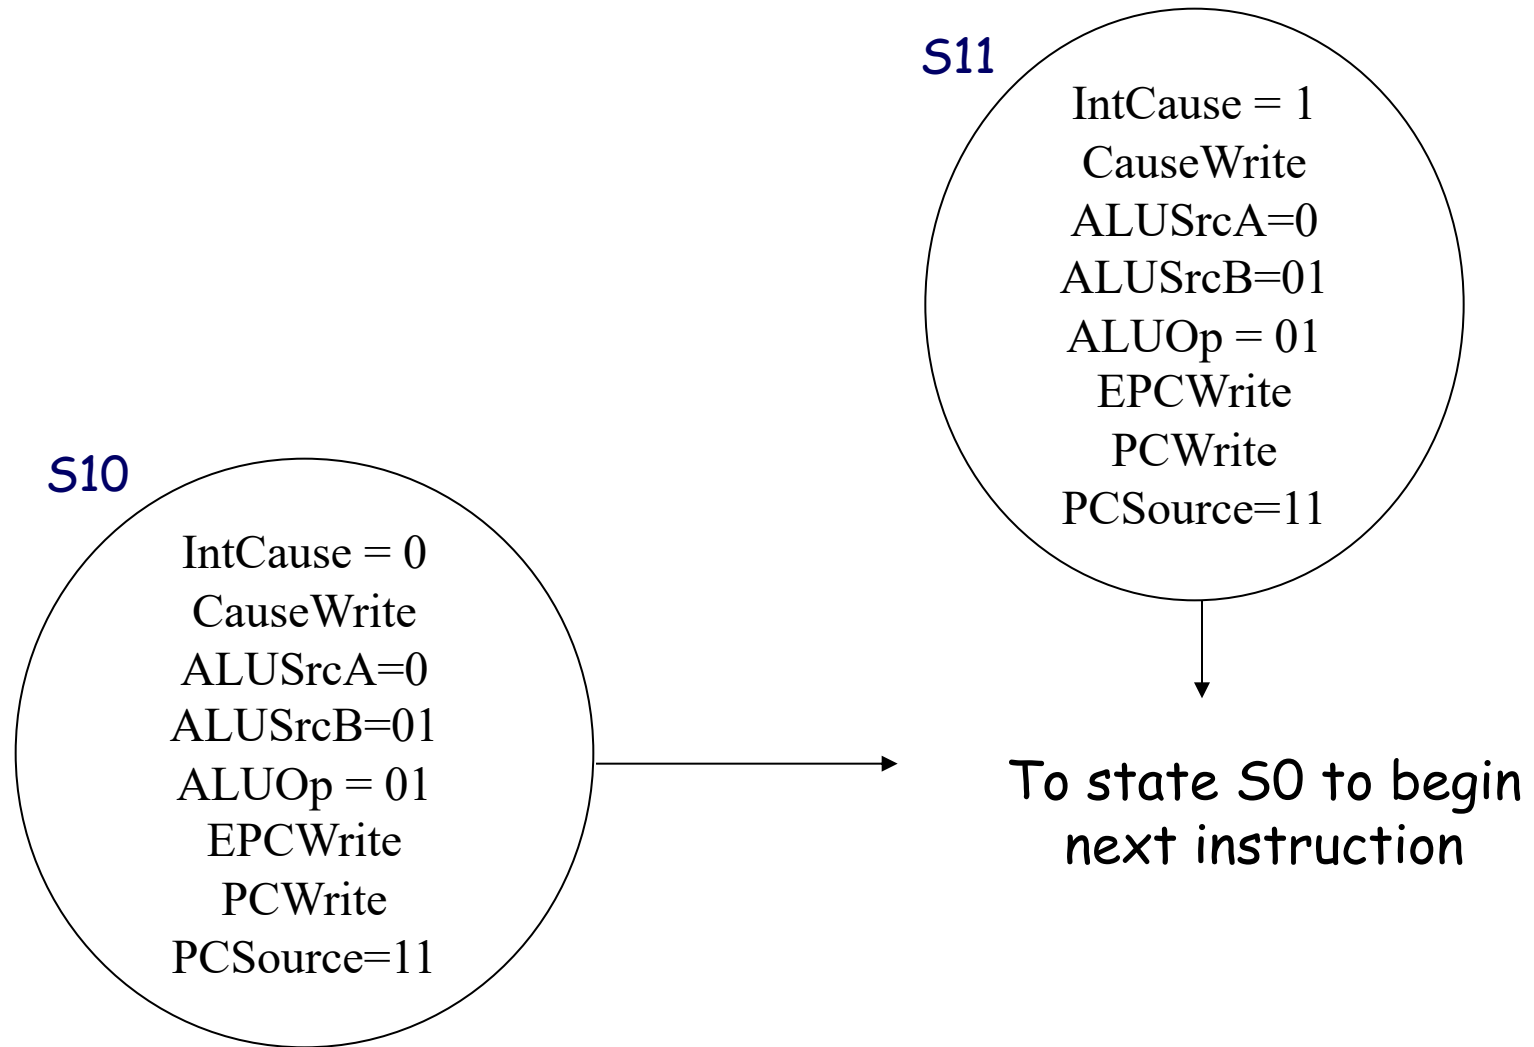 S11
IntCause = 1
CauseWrite
ALUSrcA=0
ALUSrcB=01
ALUOp = 01
EPCWrite
PCWrite
PCSource=11
S10
IntCause = 0
CauseWrite
ALUSrcA=0
ALUSrcB=01
ALUOp = 01
EPCWrite
PCWrite
PCSource=11
To state S0 to begin
next instruction